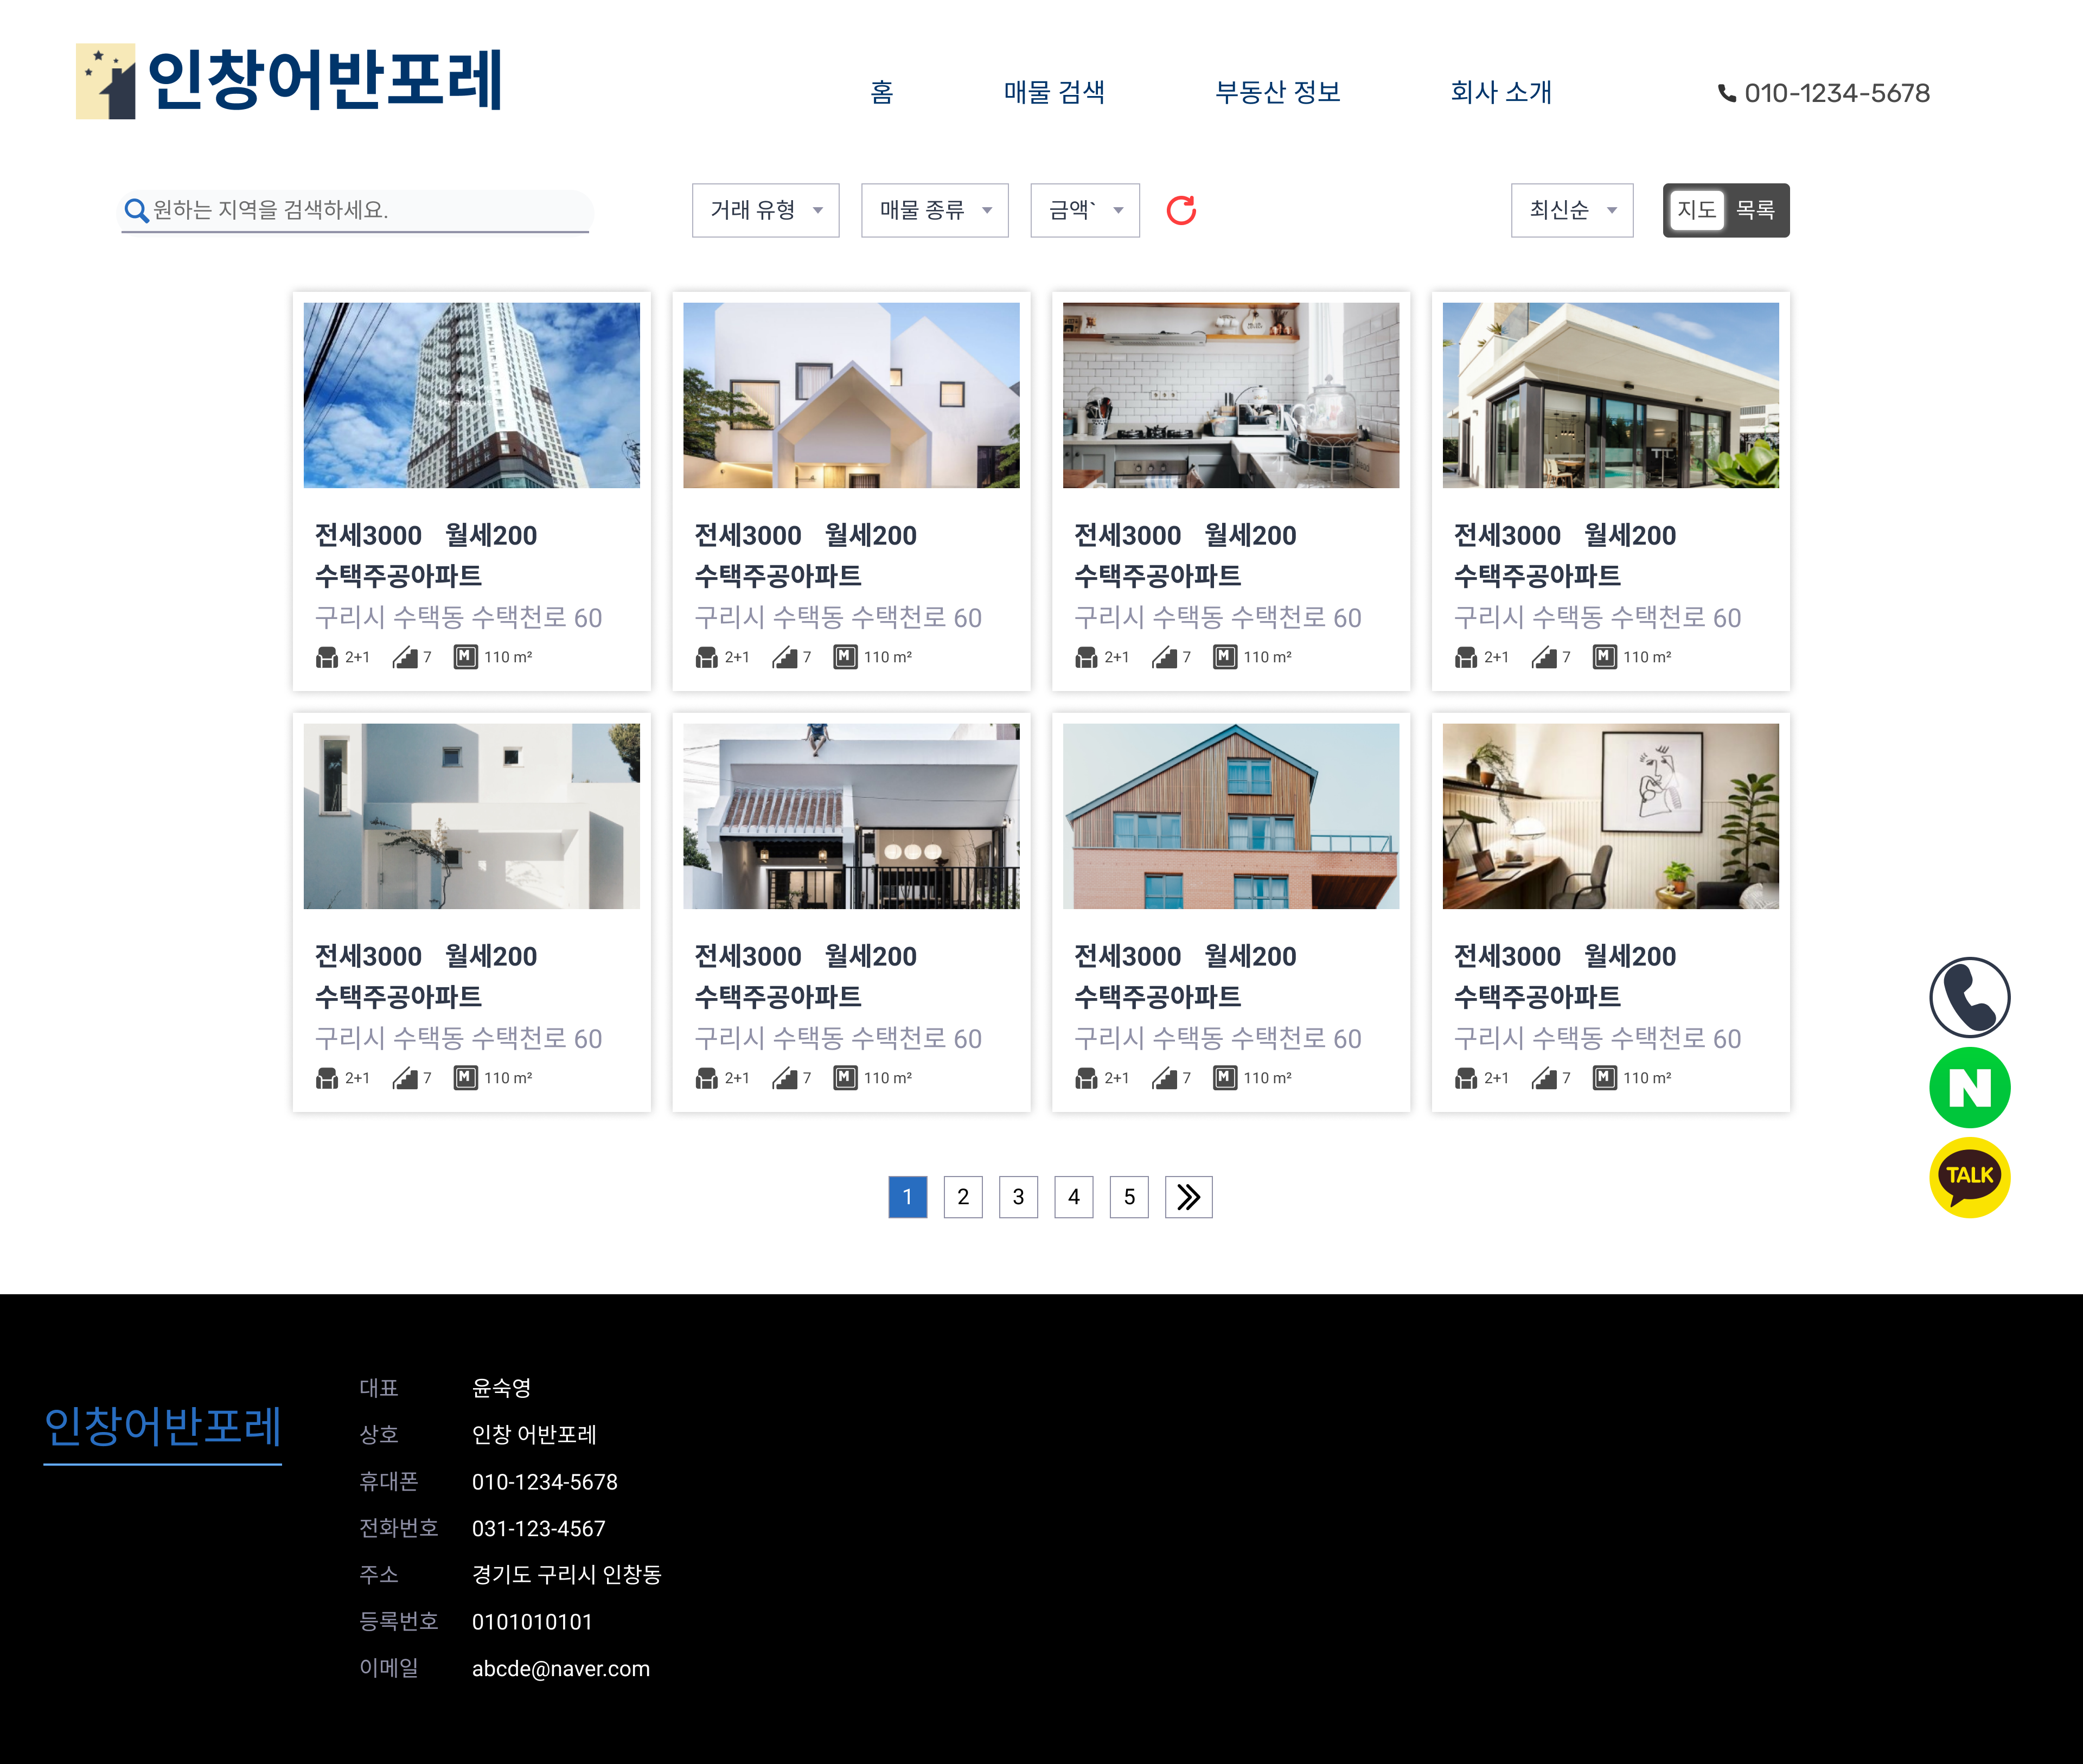 인창어반포레
홈 매물 검색 부동산 정보 회사 소개 010-1234-5678
원하는 지역을 검색하세요. 거래 유형 매물 종류 금액` 최신순 지도 목록
전세3000 월세200
수택주공아파트
구리시 수택동 수택천로 60
2+1 7 M 110 m²
전세3000 월세200
수택주공아파트
구리시 수택동 수택천로 60
2+1 7 M 110 m²
전세3000 월세200
수택주공아파트
구리시 수택동 수택천로 60
2+1 7 M 110 m²
전세3000 월세200
수택주공아파트
구리시 수택동 수택천로 60
2+1 7 M 110 m²
전세3000 월세200
수택주공아파트
구리시 수택동 수택천로 60
2+1 7 M 110 m²
전세3000 월세200
수택주공아파트
구리시 수택동 수택천로 60
2+1 7 M 110 m²
전세3000 월세200
수택주공아파트
구리시 수택동 수택천로 60
2+1 7 M 110 m²
전세3000 월세200
수택주공아파트
구리시 수택동 수택천로 60
2+1 7 M 110 m²
N
TALK
1 2 3 4 5
인창어반포레
대표 윤숙영
상호 인창 어반포레
휴대폰 010-1234-5678
전화번호 031-123-4567
주소 경기도 구리시 인창동
등록번호 0101010101
이메일 abcde@naver.com